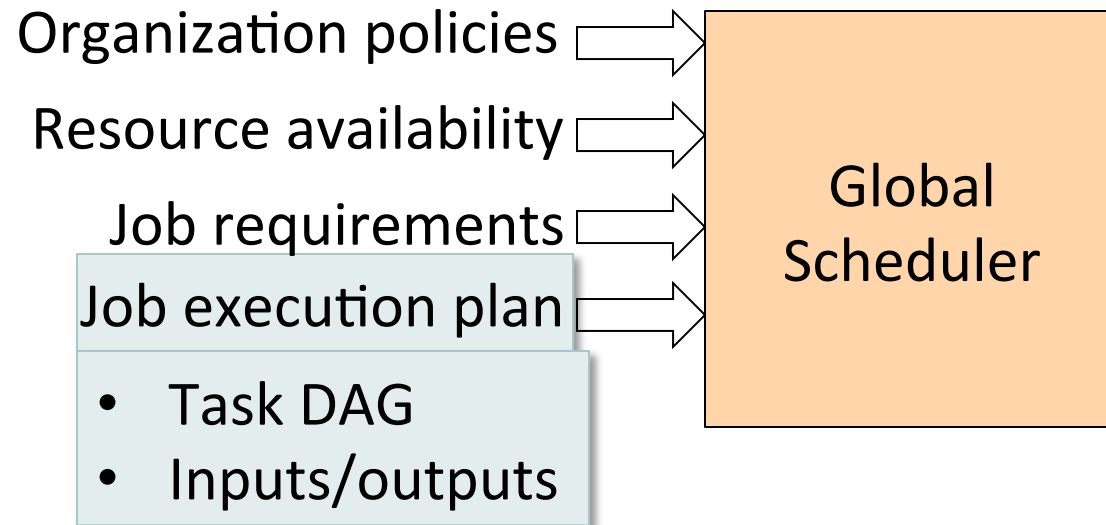 Organization policies
Resource availability
Job requirements
Job execution plan
• Task DAG
• Inputs/outputs
Global
Scheduler